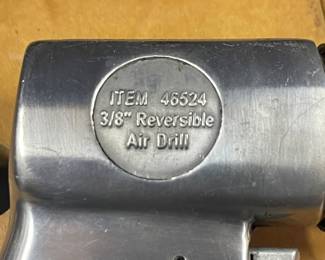 ITEM 46524
3/8" Reversible
Air Drill